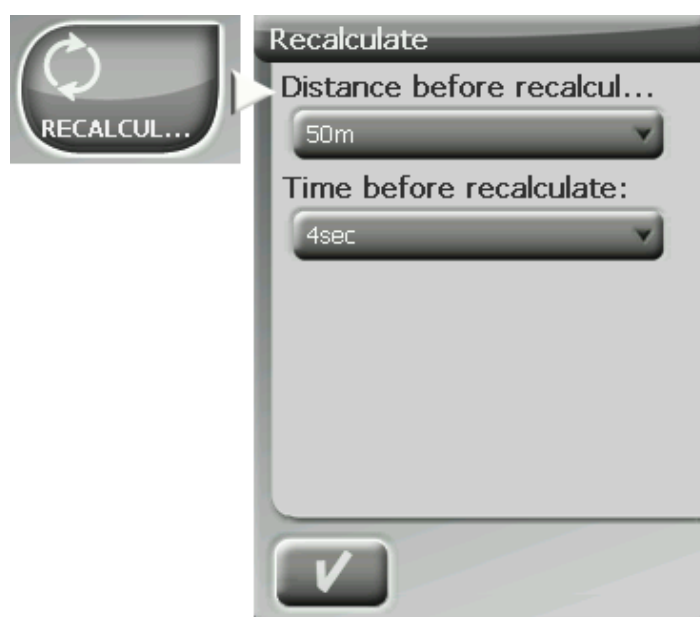 RECALCUL...
Recalculate
Distance before recalcul...
50m
Time before recalculate:
4sec